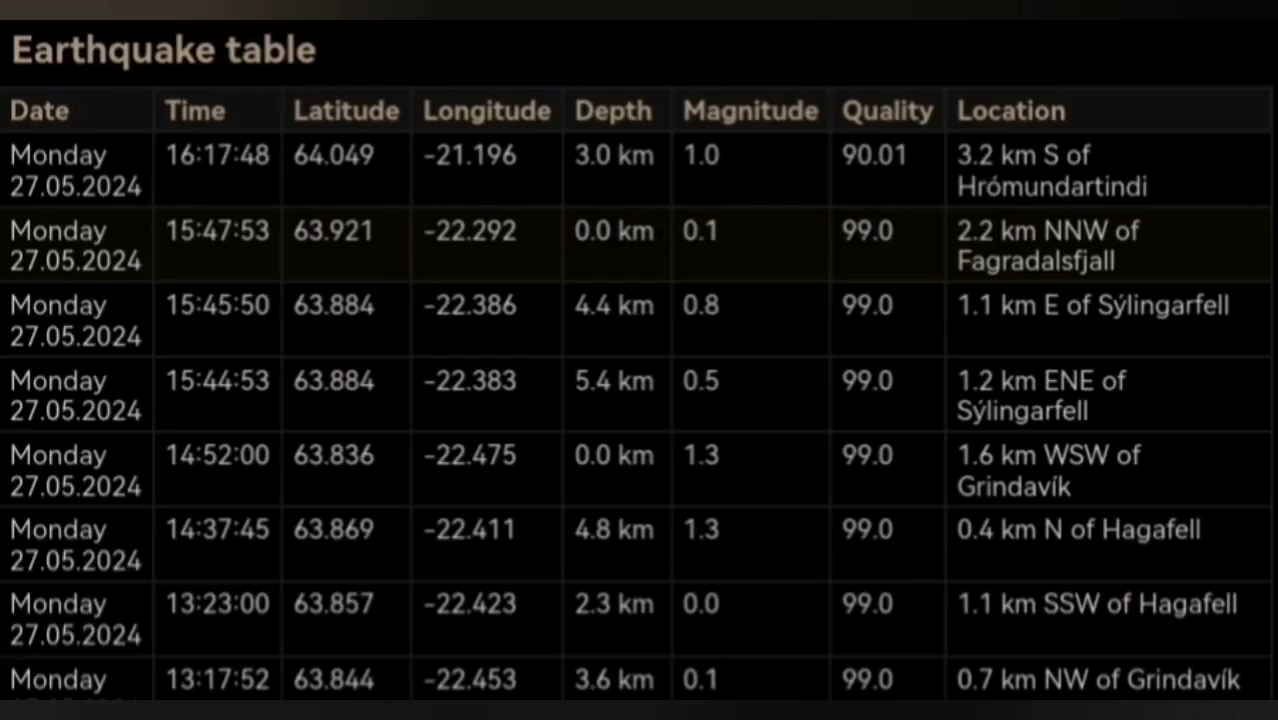 Earthquake table
Date Time Latitude Longitude Depth Magnitude Quality Location
Monday 16:17:48 64.049 -21.196 3.0 km 1.0 90.01 3.2 km S of
27.05.2024 Hrómundartindi
Monday 15:47:53 63.921 -22.292 0.0 km 0.1 99.0 2.2 km NNW of
27.05.2024 Fagradalsfjall
Monday 15:45:50 63.884 -22.386 4.4 km 0.8 99.0 1.1 km E of Sýlingarfell
27.05.2024
Monday 15:44:53 63.884 -22.383 5.4 km 0.5 99.0 1.2 km ENE of
27.05.2024 Sýlingarfell
Monday 14:52:00 63.836 -22.475 0.0 km 1.3 99.0 1.6 km WSW of
27.05.2024 Grindavík
Monday 14:37:45 63.869 -22.411 4.8 km 1.3 99.0 0.4 km N of Hagafell
27.05.2024
Monday 13:23:00 63.857 -22.423 2.3 km 0.0 99.0 1.1 km SSW of Hagafell
27.05.2024
Monday 13:17:52 63.844 -22.453 3.6 km 0.1 99.0 0.7 km NW of Grindavík